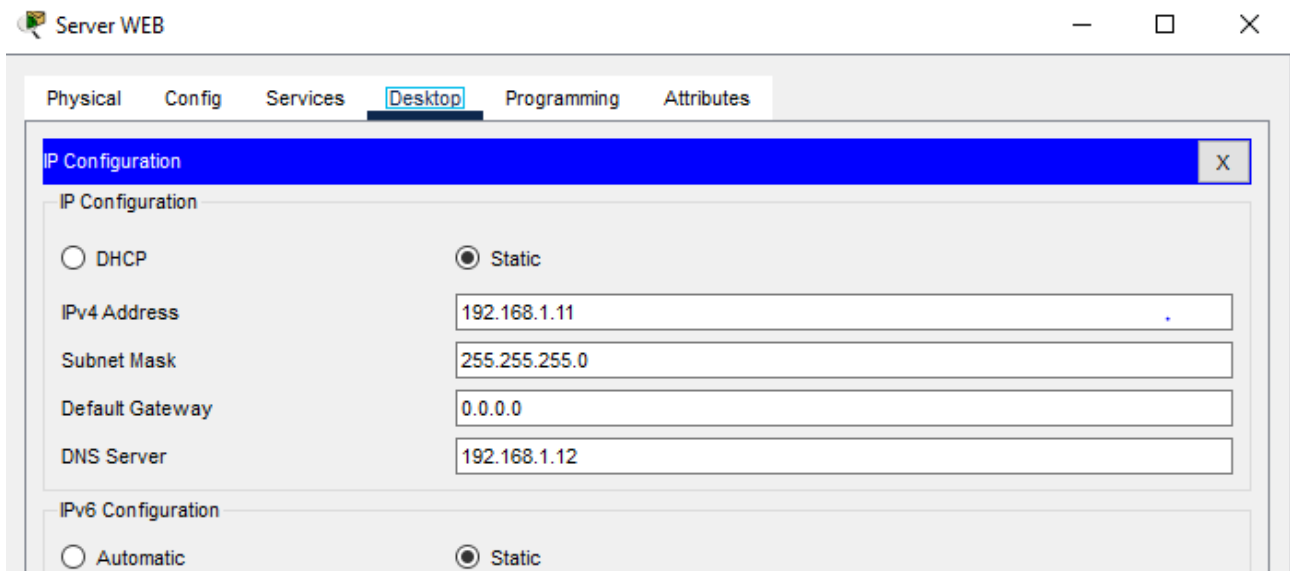 Server WEB
Physical Config Services Desktop Programming Attributes
IP Configuration X
IP Configuration
DHCP Static
IPv4 Address 192.168.1.11
Subnet Mask 255.255.255.0
Default Gateway 0.0.0.0
DNS Server 192.168.1.12
IPv6 Configuration
Automatic Static